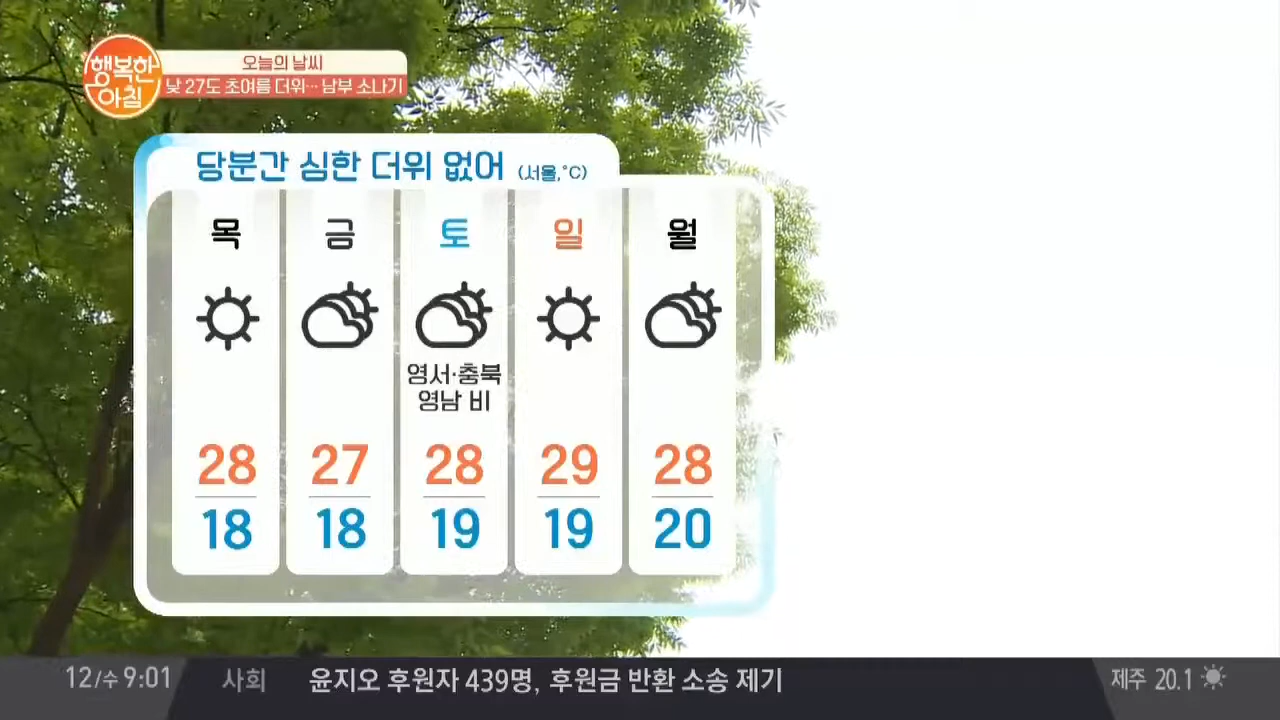 행복한
아침
오늘의 날씨
낮 27도 초여름 더위… 남부 소나기
당분간 심한 더위 없어 (서울,°C)
목 금 토 일 월
영서·충북
영남 비
28 27 28 29 28
18 18 19 19 20
12/수 9:01 사회 윤지오 후원자 439명, 후원금 반환 소송 제기 제주 20.1